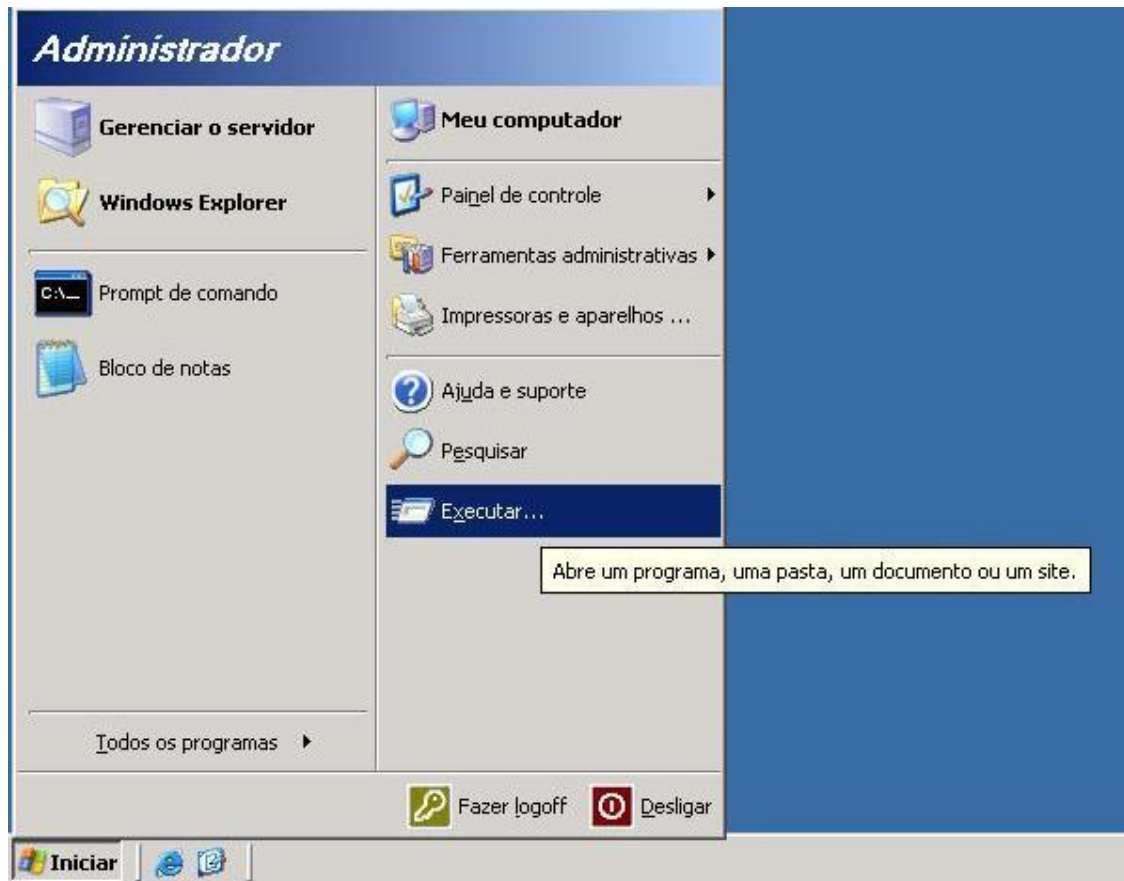 Administrador
Gerenciar o servidor
Windows Explorer
C:\_
Prompt de comando
Bloco de notas
Todos os programas
Meu computador
Painel de controle
Ferramentas administrativas
Impressoras e aparelhos ...
Ajuda e suporte
Pesquisar
Executar...
Abre um programa, uma pasta, um documento ou um site.
Fazer logoff
Desligar
Iniciar